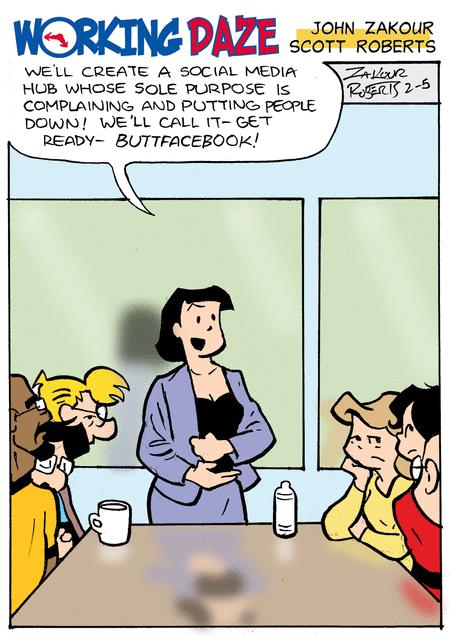 WORKING DAZE
JOHN ZAKOUR
SCOTT ROBERTS
WE'LL CREATE A SOCIAL MEDIA
HUB WHOSE SOLE PURPOSE IS
COMPLAINING AND PUTTING PEOPLE
DOWN! WE'LL CALL IT- GET
READY- BUTTFACEBOOK!
ZAKOUR
ROBERTS 2-5